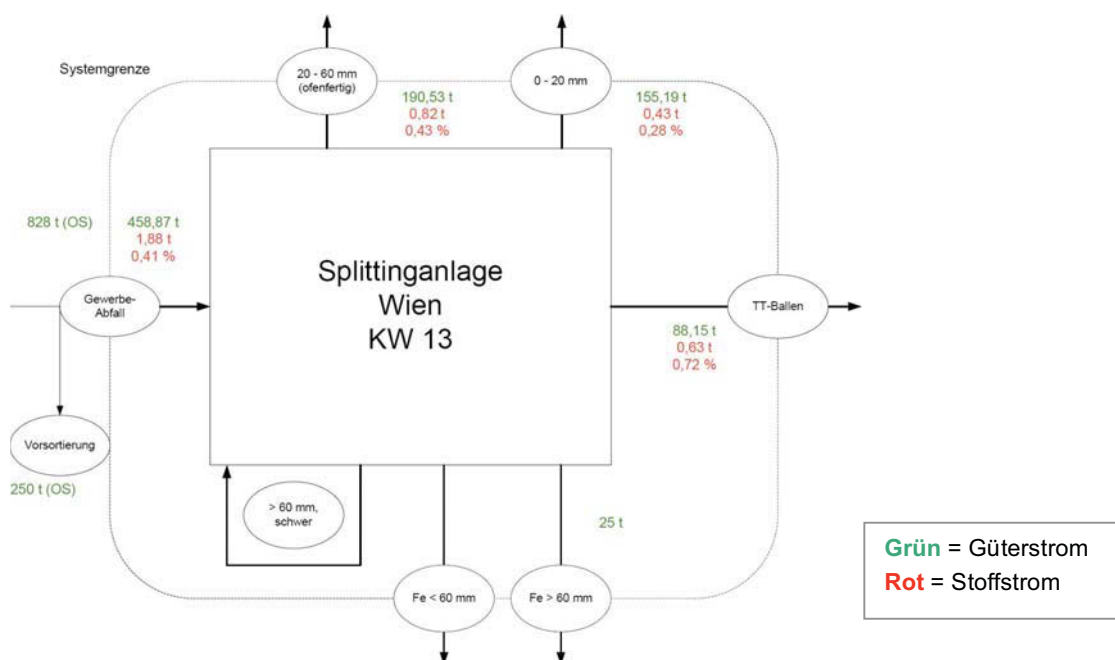 Systemgrenze
20 - 60 mm
(ofenfertig)
190,53 t
0,82 t
0,43 %
0 - 20 mm
155,19 t
0,43 t
0,28 %
828 t (OS)
458,87 t
1,88 t
0,41 %
Gewerbe-
Abfall
Splittinganlage
Wien
KW 13
TT-Ballen
88,15 t
0,63 t
0,72 %
Vorsortierung
250 t (OS)
> 60 mm,
schwer
25 t
Fe < 60 mm
Fe > 60 mm
Grün = Güterstrom
Rot = Stoffstrom